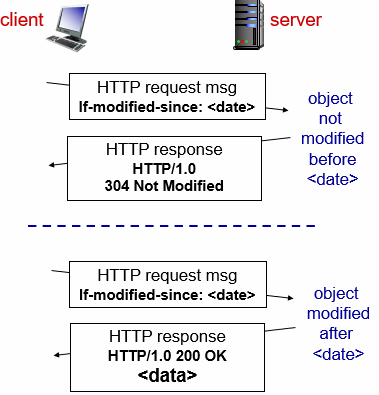 client
server
HTTP request msg
If-modified-since: <date>
object
not
modified
before
<date>
HTTP response
HTTP/1.0
304 Not Modified
HTTP request msg
If-modified-since: <date>
object
modified
after
<date>
HTTP response
HTTP/1.0 200 OK
<data>